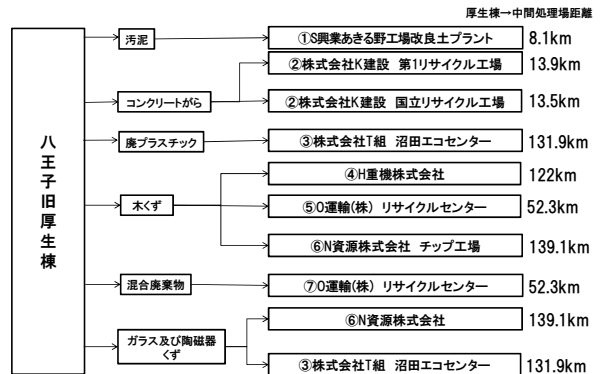 厚生棟→中間処理場距離
八王子旧厚生棟
汚泥
①S興業あきる野工場改良土プラント
8.1km
②株式会社K建設 第1リサイクル工場
13.9km
コンクリートがら
②株式会社K建設 国立リサイクル工場
13.5km
廃プラスチック
③株式会社T組 沼田エコセンター
131.9km
④H重機株式会社
122km
木くず
⑤O運輸(株) リサイクルセンター
52.3km
⑥N資源株式会社 チップ工場
139.1km
混合廃棄物
⑦O運輸(株) リサイクルセンター
52.3km
⑥N資源株式会社
139.1km
ガラス及び陶磁器
くず
③株式会社T組 沼田エコセンター
131.9km